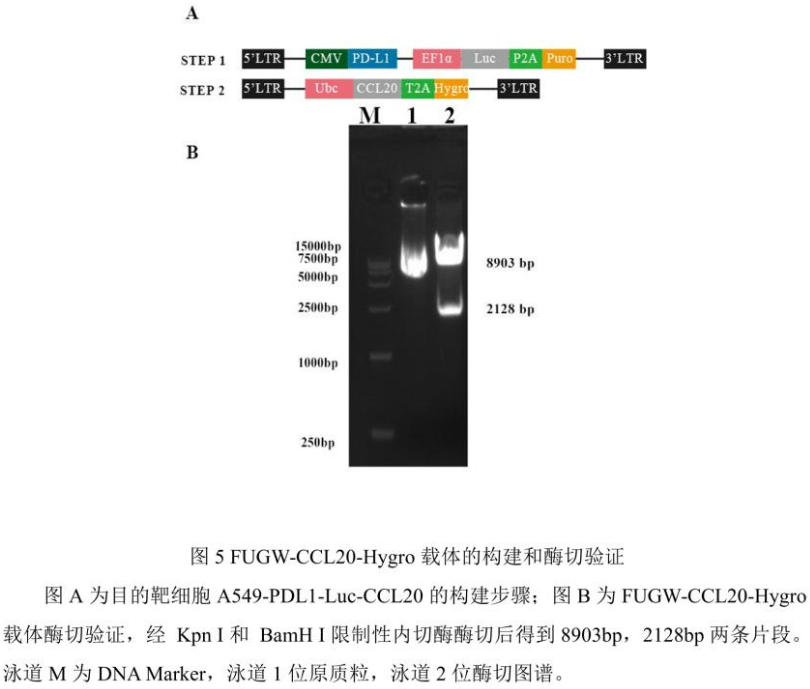 A
STEP 1 5’LTR CMV PD-L1 EF1α Luc P2A Puro 3’LTR
STEP 2 5’LTR Ubc CCL20 T2A Hygro 3’LTR
M 1 2
B
15000bp
7500bp
8903 bp
5000bp
2500bp
2128 bp
1000bp
250bp
图 5 FUGW-CCL20-Hygro 载体的构建和酶切验证
图 A 为目的靶细胞 A549-PDL1-Luc-CCL20 的构建步骤；图 B 为 FUGW-CCL20-Hygro
载体酶切验证，经 Kpn I 和 BamH I 限制性内切酶酶切后得到 8903bp，2128bp 两条片段。
泳道 M 为 DNA Marker，泳道 1 位原质粒，泳道 2 位酶切图谱。